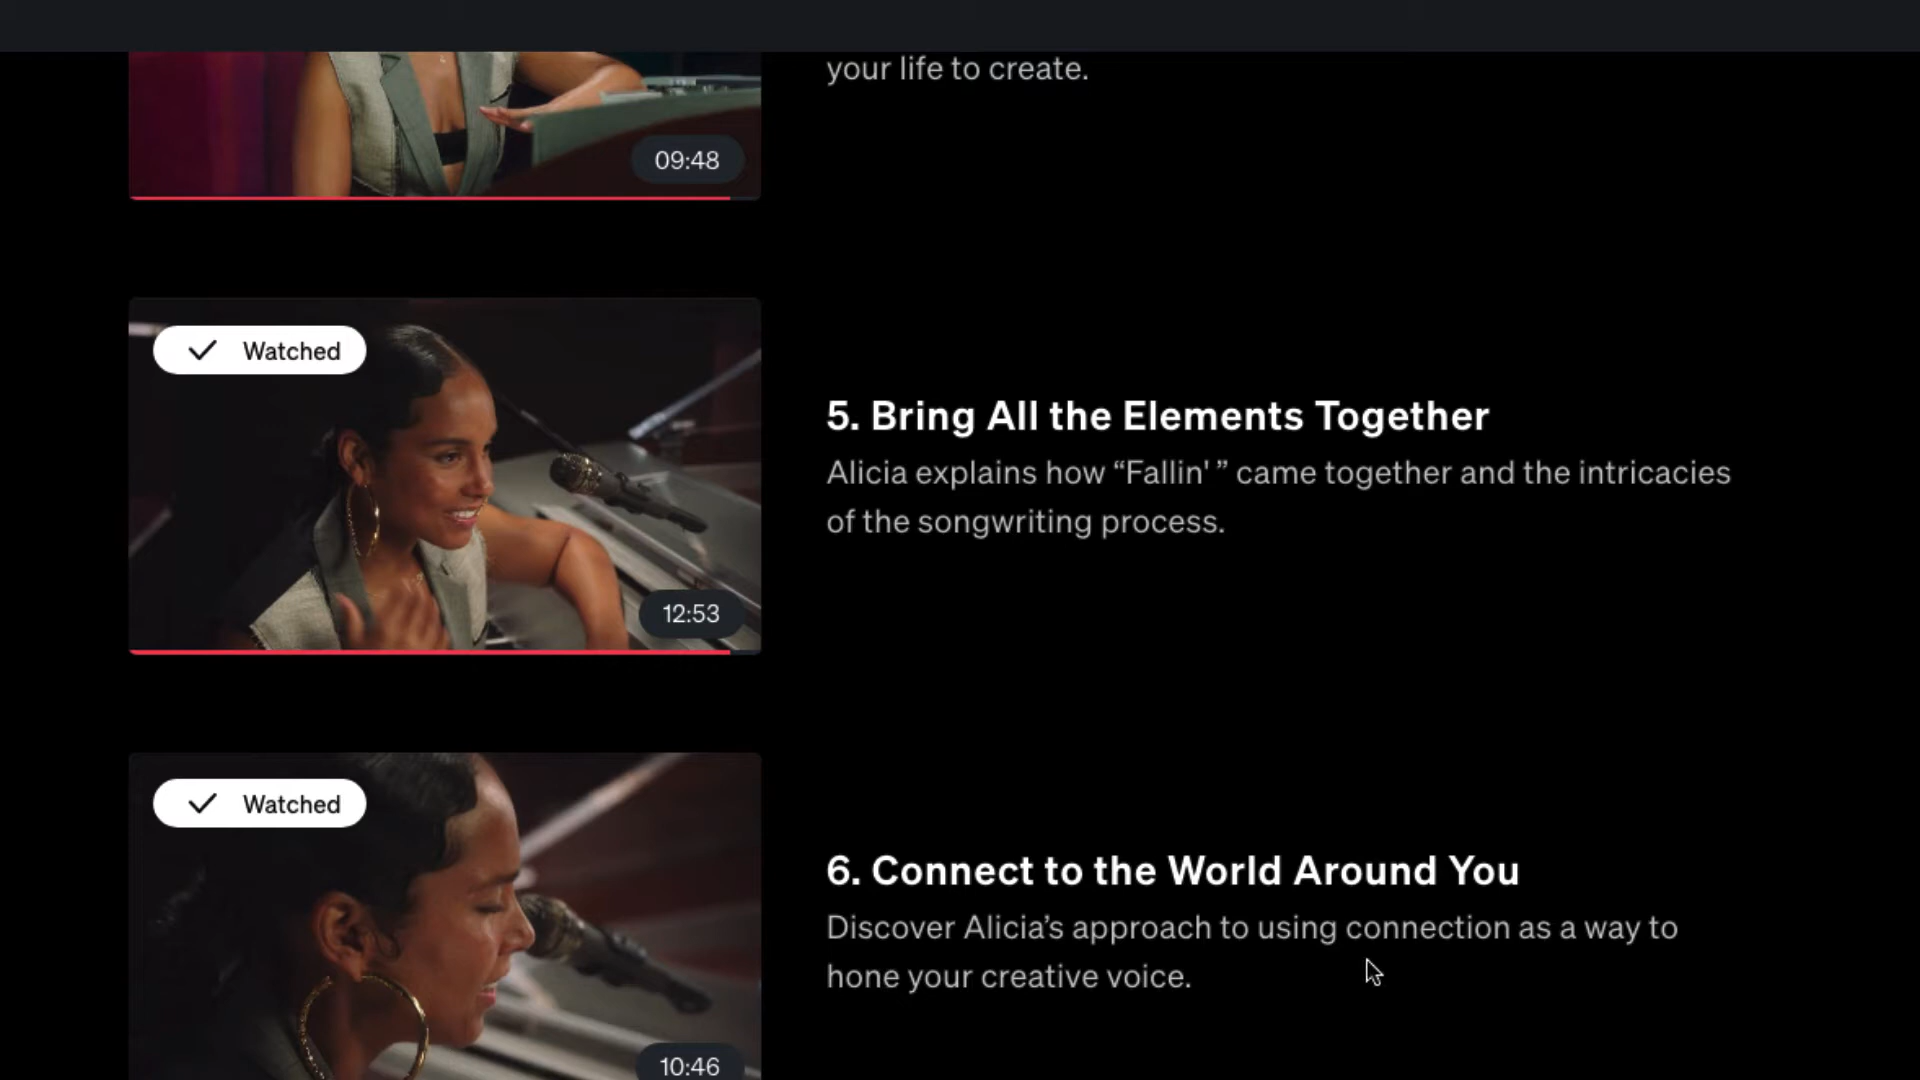 your life to create.
09:48
Watched
5. Bring All the Elements Together
Alicia explains how “Fallin' ” came together and the intricacies
of the songwriting process.
12:53
Watched
6. Connect to the World Around You
Discover Alicia’s approach to using connection as a way to
hone your creative voice.
10:46